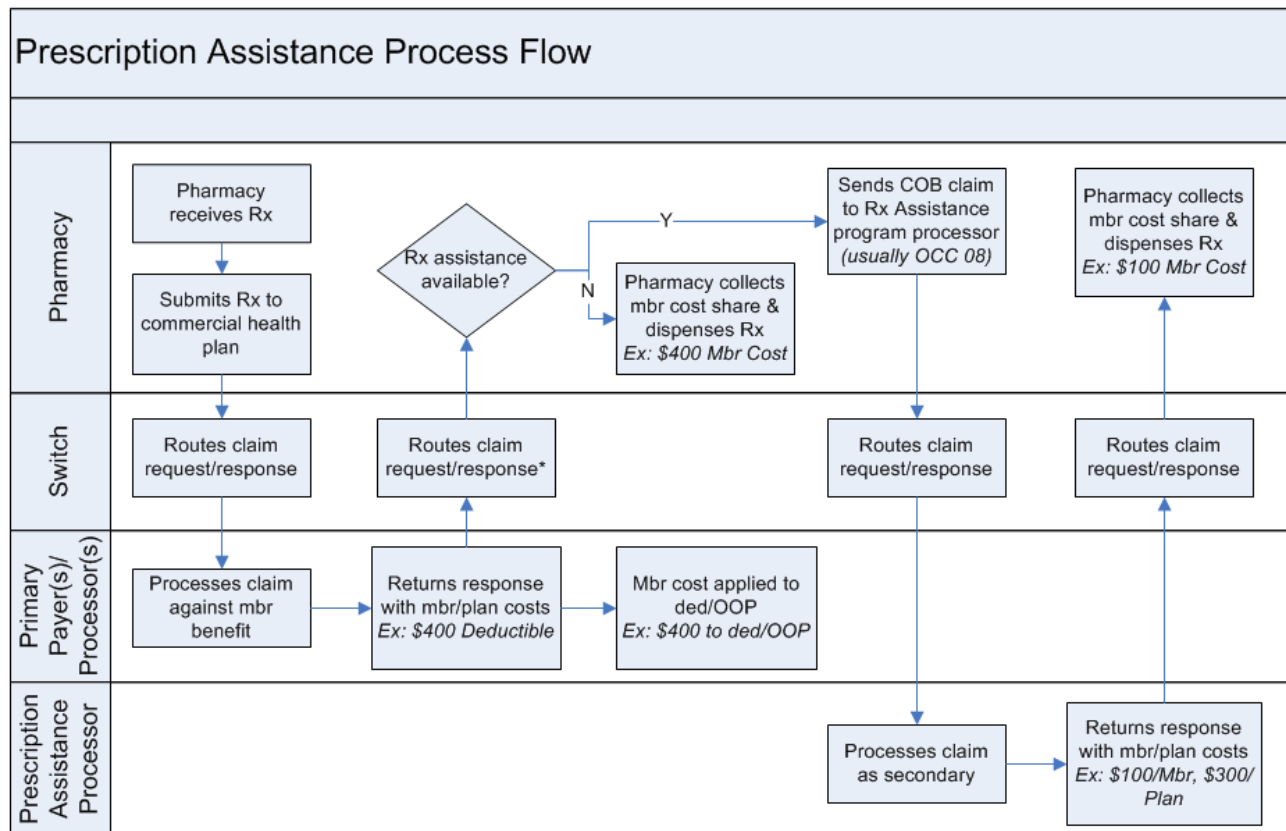 Prescription Assistance Process Flow
Pharmacy
Pharmacy
receives Rx
Submits Rx to
commercial health
plan
Rx assistance
available?
Y
N
Pharmacy collects
mbr cost share &
dispenses Rx
Ex: $400 Mbr Cost
Sends COB claim
to Rx Assistance
program processor
(usually OCC 08)
Pharmacy collects
mbr cost share &
dispenses Rx
Ex: $100 Mbr Cost
Switch
Routes claim
request/response
Routes claim
request/response*
Routes claim
request/response
Routes claim
request/response
Primary
Payer(s)/
Processor(s)
Processes claim
against mbr
benefit
Returns response
with mbr/plan costs
Ex: $400 Deductible
Mbr cost applied to
ded/OOP
Ex: $400 to ded/OOP
Prescription
Assistance
Processor
Processes claim
as secondary
Returns response
with mbr/plan costs
Ex: $100/Mbr, $300/
Plan